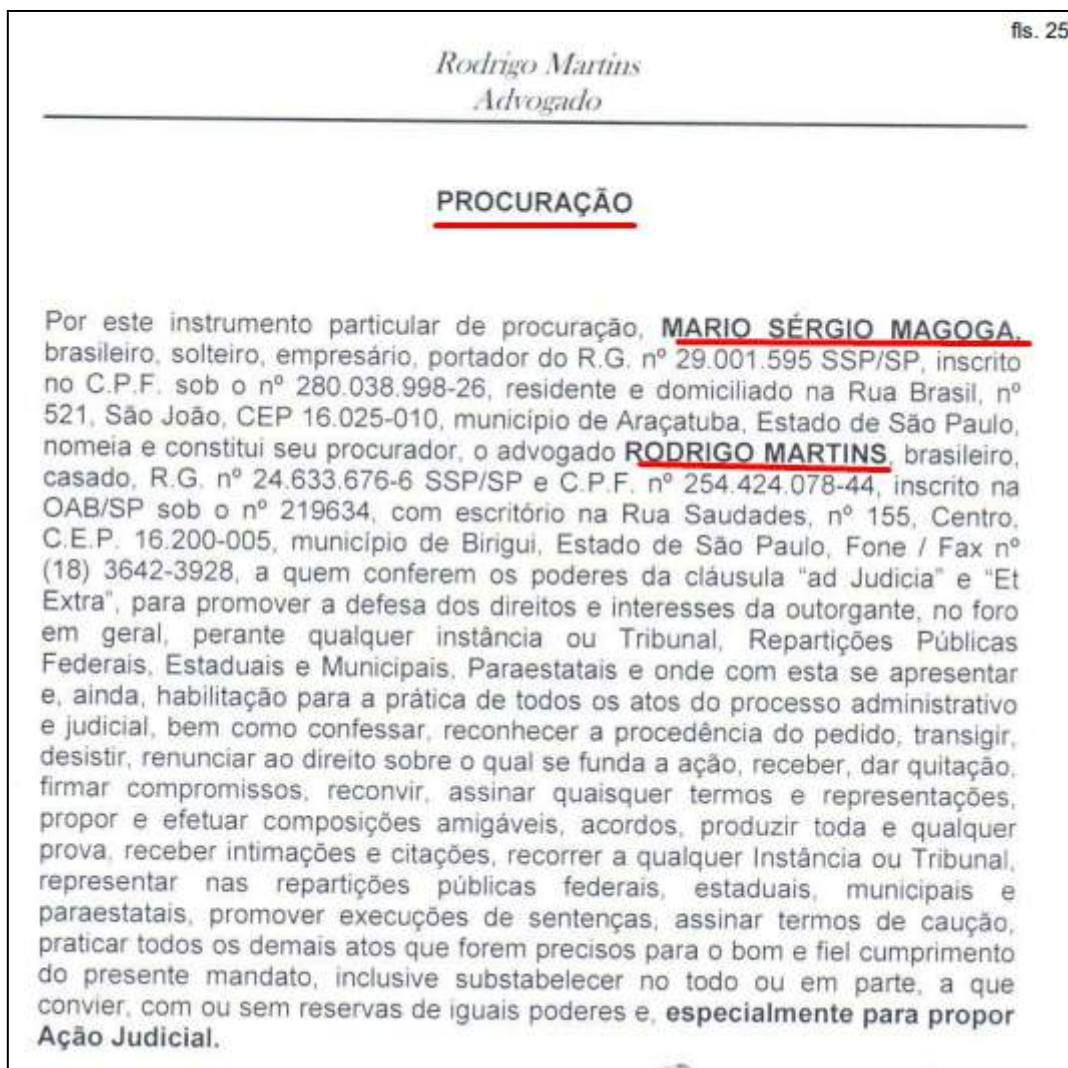 fls. 25
Rodrigo Martins
Advogado
PROCURAÇÃO
Por este instrumento particular de procuração, MARIO SÉRGIO MAGOGA,
brasileiro, solteiro, empresário, portador do R.G. nº 29.001.595 SSP/SP, inscrito
no C.P.F. sob o nº 280.038.998-26, residente e domiciliado na Rua Brasil, nº
521, São João, CEP 16.025-010, município de Araçatuba, Estado de São Paulo,
nomeia e constitui seu procurador, o advogado RODRIGO MARTINS, brasileiro,
casado, R.G. nº 24.633.676-6 SSP/SP e C.P.F. nº 254.424.078-44, inscrito na
OAB/SP sob o nº 219634, com escritório na Rua Saudades, nº 155, Centro,
C.E.P. 16.200-005, município de Birigui, Estado de São Paulo, Fone / Fax nº
(18) 3642-3928, a quem conferem os poderes da cláusula “ad Judicia” e “Et
Extra”, para promover a defesa dos direitos e interesses da outorgante, no foro
em geral, perante qualquer instância ou Tribunal, Repartições Públicas
Federais, Estaduais e Municipais, Paraestatais e onde com esta se apresentar
e, ainda, habilitação para a prática de todos os atos do processo administrativo
e judicial, bem como confessar, reconhecer a procedência do pedido, transigir,
desistir, renunciar ao direito sobre o qual se funda a ação, receber, dar quitação,
firmar compromissos, reconvir, assinar quaisquer termos e representações,
propor e efetuar composições amigáveis, acordos, produzir toda e qualquer
prova, receber intimações e citações, recorrer a qualquer Instância ou Tribunal,
representar nas repartições públicas federais, estaduais, municipais e
paraestatais, promover execuções de sentenças, assinar termos de caução,
praticar todos os demais atos que forem precisos para o bom e fiel cumprimento
do presente mandato, inclusive substabelecer no todo ou em parte, a que
convier, com ou sem reservas de iguais poderes e, especialmente para propor
Ação Judicial.